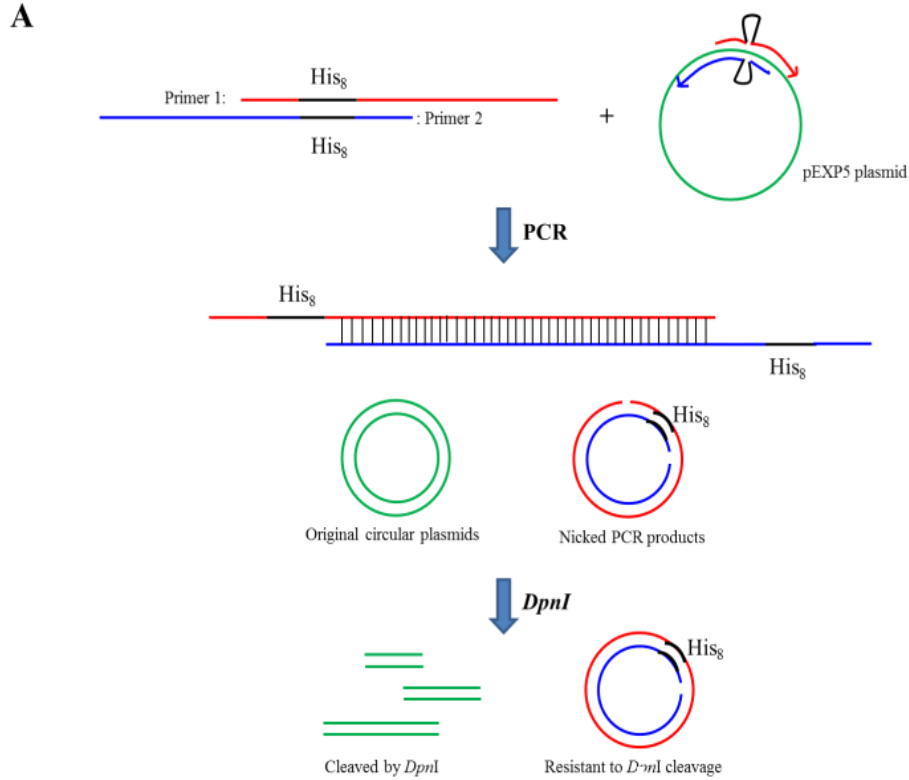 A
His8
Primer 1:
: Primer 2
His8
+
pEXP5 plasmid
PCR
His8
His8
His8
Original circular plasmids
Nicked PCR products
DpnI
His8
Cleaved by DpnI
Resistant to D-mI cleavage